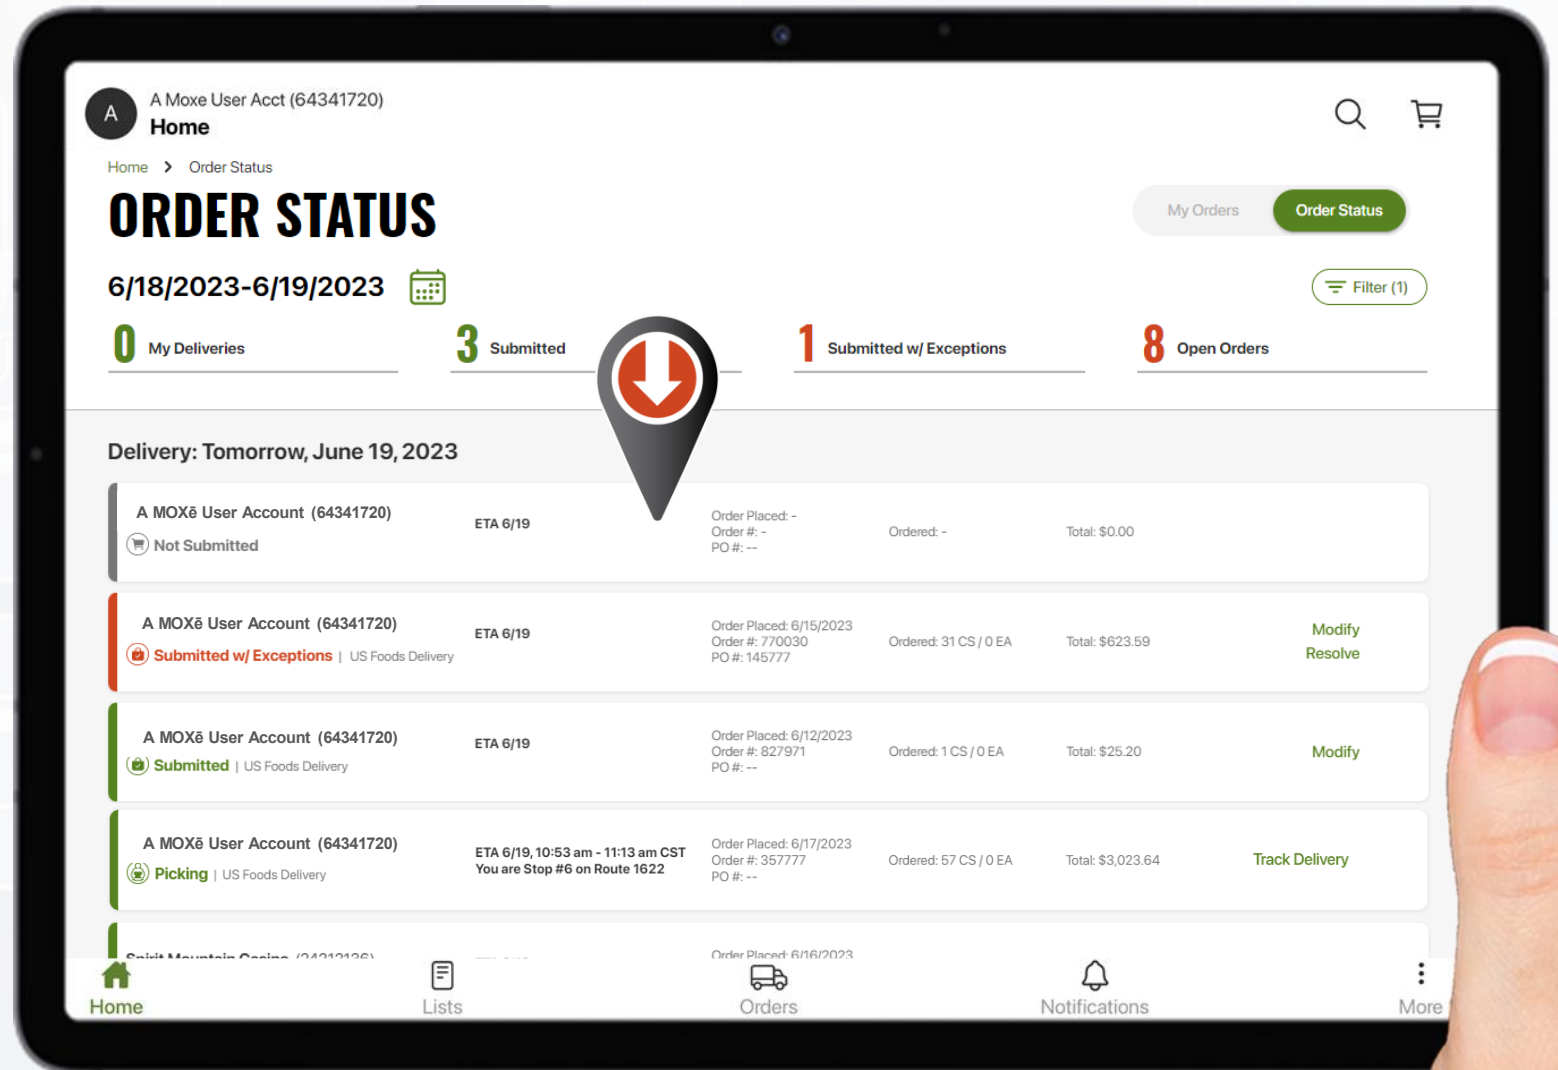 A
A Moxe User Acct (64341720)
Home
Home > Order Status
ORDER STATUS
My Orders
Order Status
6/18/2023-6/19/2023
Filter (1)
0 My Deliveries
3 Submitted
1 Submitted w/ Exceptions
8 Open Orders
Delivery: Tomorrow, June 19, 2023
A MOXē User Account (64341720)
Not Submitted
ETA 6/19
Order Placed: -
Order #: -
PO #: --
Ordered: -
Total: $0.00
A MOXē User Account (64341720)
Submitted w/ Exceptions | US Foods Delivery
ETA 6/19
Order Placed: 6/15/2023
Order #: 770030
PO #: 145777
Ordered: 31 CS / 0 EA
Total: $623.59
Modify
Resolve
A MOXē User Account (64341720)
Submitted | US Foods Delivery
ETA 6/19
Order Placed: 6/12/2023
Order #: 827971
PO #: --
Ordered: 1 CS / 0 EA
Total: $25.20
Modify
A MOXē User Account (64341720)
Picking | US Foods Delivery
ETA 6/19, 10:53 am - 11:13 am CST
You are Stop #6 on Route 1622
Order Placed: 6/17/2023
Order #: 357777
PO #: --
Ordered: 57 CS / 0 EA
Total: $3,023.64
Track Delivery
Spirit Mountain Casino (24212136)
Order Placed: 6/16/2023
Home
Lists
Orders
Notifications
More